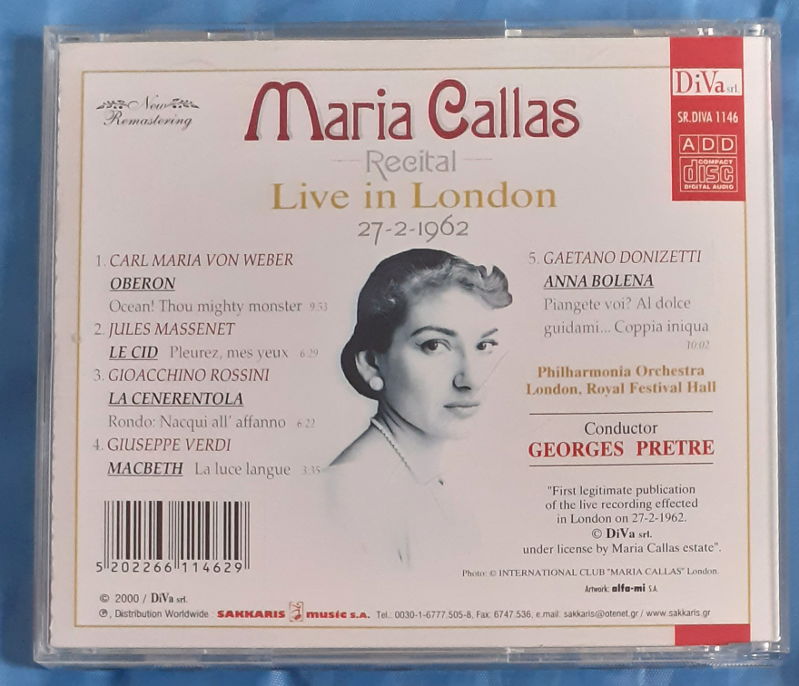 New
Remastering
Maria Callas
Recital
Live in London
27-2-1962
DiVa srl.
SR.DIVA 1146
ADD
COMPACT
disc
DIGITAL AUDIO
1. CARL MARIA VON WEBER
OBERON
Ocean! Thou mighty monster 9:53
2. JULES MASSENET
LE CID Pleurez, mes yeux 6:29
3. GIOACCHINO ROSSINI
LA CENERENTOLA
Rondo: Nacqui all' affanno 6:22
4. GIUSEPPE VERDI
MACBETH La luce langue 3:35
5. GAETANO DONIZETTI
ANNA BOLENA
Piangete voi? Al dolce
guidami... Coppia iniqua
10:02
Philharmonia Orchestra
London, Royal Festival Hall
Conductor
GEORGES PRETRE
"First legitimate publication
of the live recording effected
in London on 27-2-1962.
© DiVa srl.
under license by Maria Callas estate".
Photo: © INTERNATIONAL CLUB "MARIA CALLAS" London.
Artwork: alfa-mi S.A.
5 202266 114629
© 2000 / DiVa srl.
℗, Distribution Worldwide : SAKKARIS music S.A. Tel.: 0030-1-6777.505-8, Fax: 6747.536, e.mail: sakkaris@otenet.gr / www.sakkaris.gr